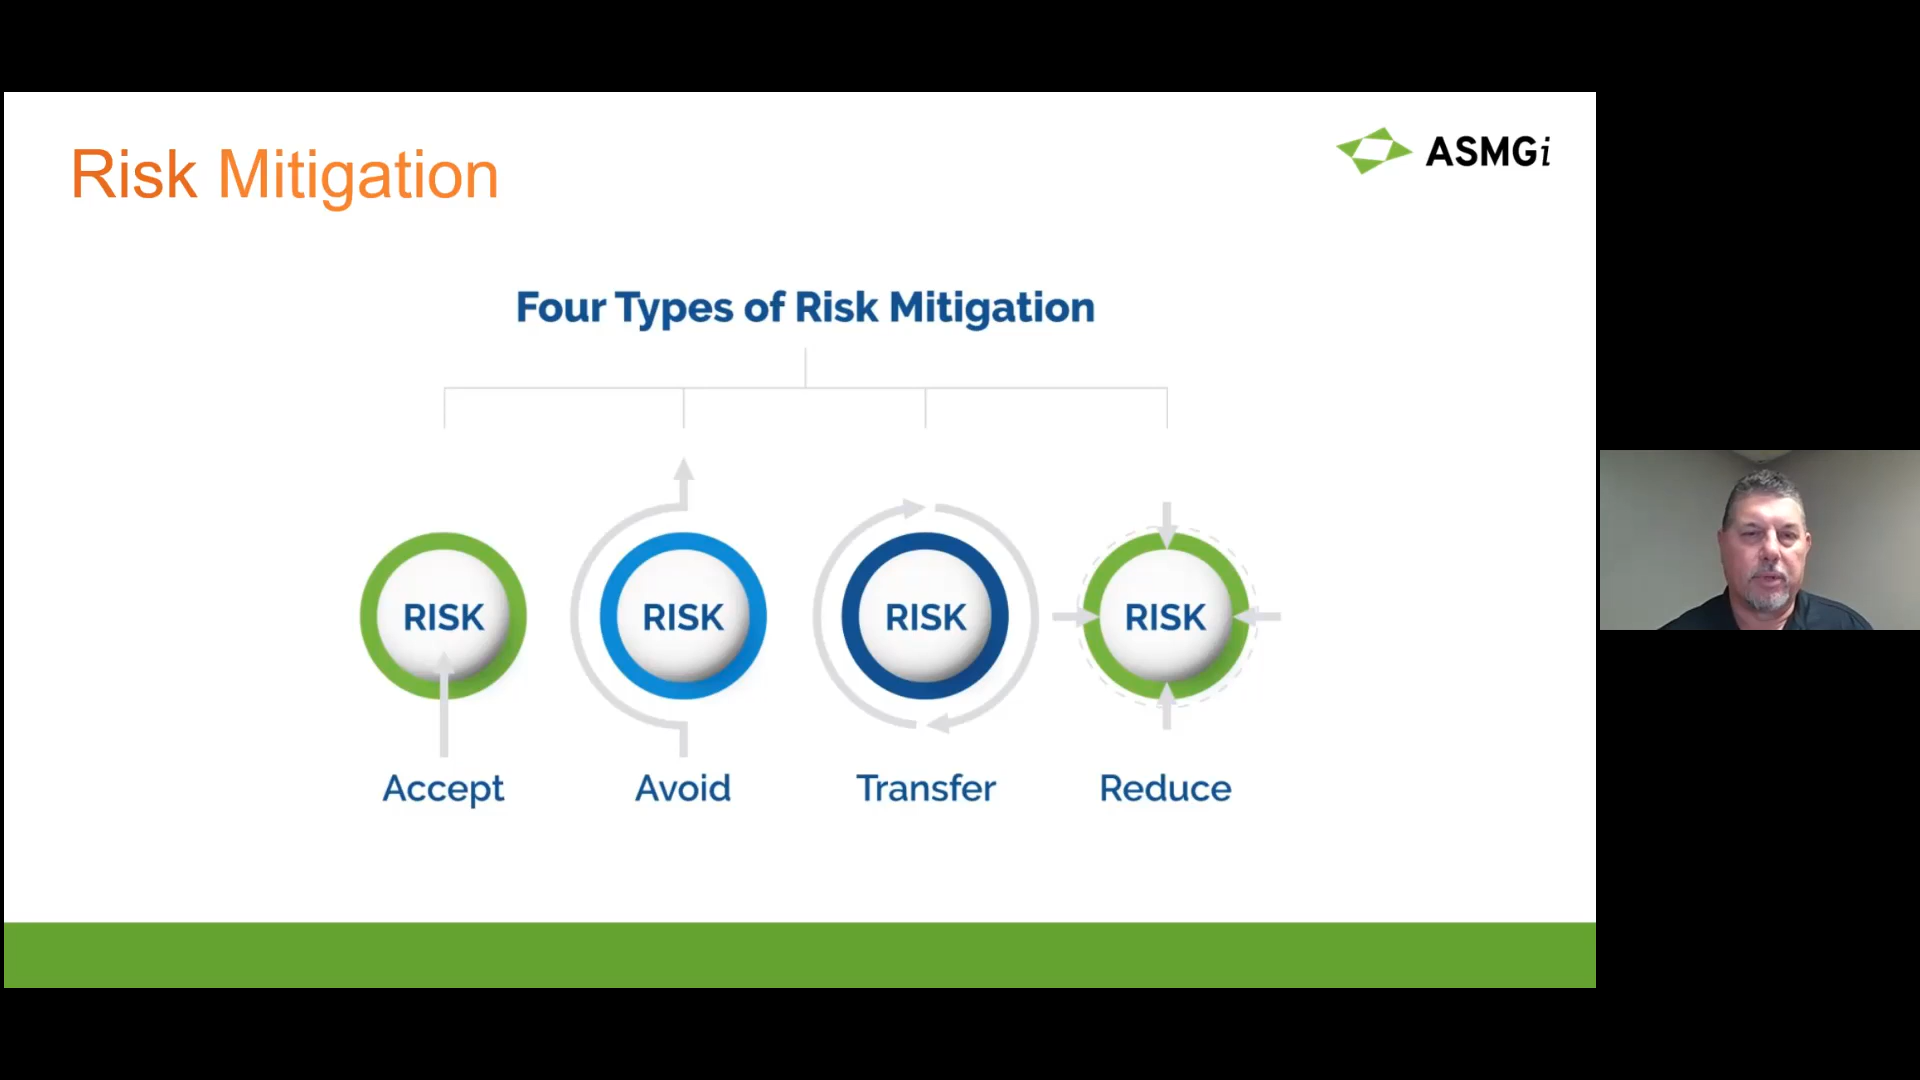 Risk Mitigation
ASMGi
Four Types of Risk Mitigation
RISK
RISK
RISK
RISK
Accept
Avoid
Transfer
Reduce